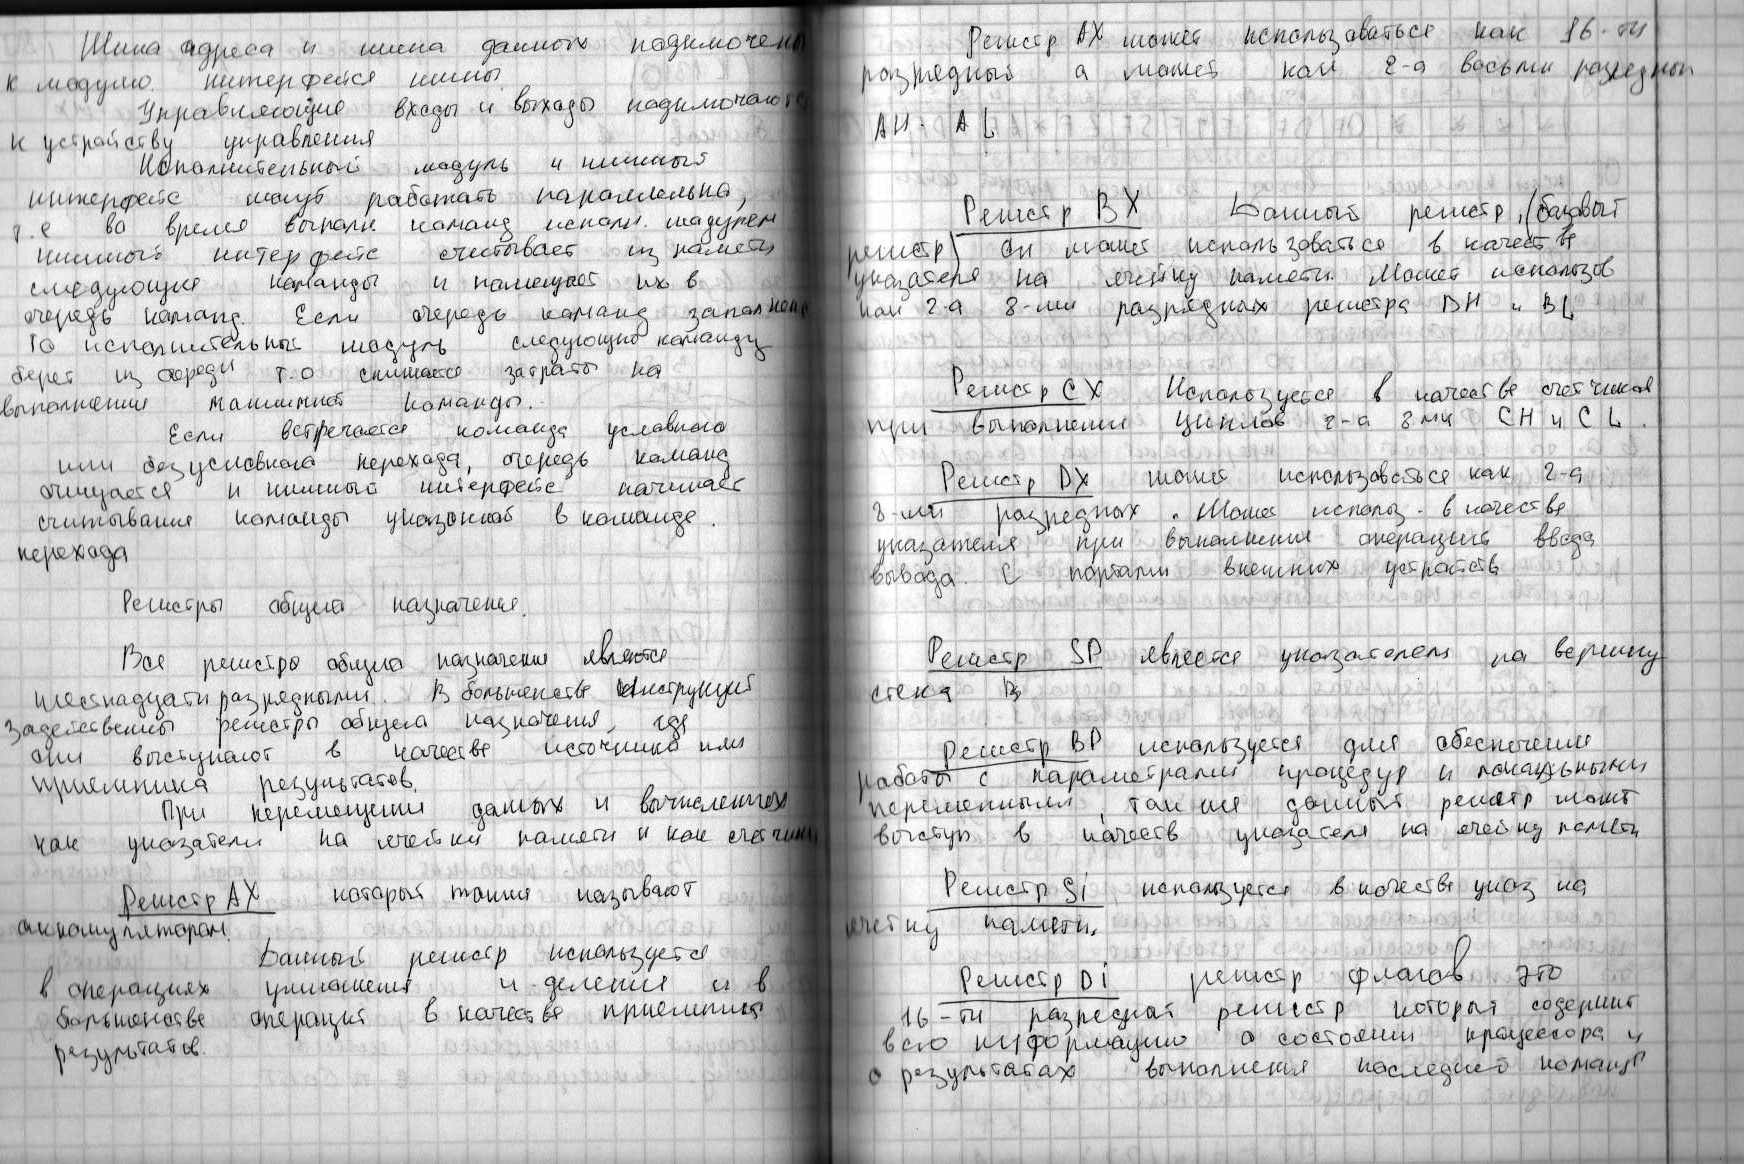 Шина адреса и шина данных подключены
к модулю интерфейса шины.
Управляющие входы и выходы подключаются
к устройству управления
Исполнительный модуль и шинный
интерфейс могут работать параллельно,
т.е во время выполн. команд исполн. модулем
шинный интерфейс считывает из памяти
следующие команды и помещает их в
очередь команд. Если очередь команд заполнена
то исполнительный модуль следующую команду
берет из очереди т.о снижаются затраты на
выполнении машинной команды.
Если встречается команда условного
или безусловного перехода, очередь команд
очищается и шинный интерфейс начинает
считывание команды указанной в команде.
перехода
Регистры общего назначения.
Все регистры общего назначения являются
шестнадцатиразрядными. В большенстве инструкций
задействованы регистры общего назначения, где
они выступают в качестве источника или
приемника результатов.
При перемещении данных и вычислениях
как указатели на ячейки памяти и как счетчики
Регистр AX который также называют
аккомулятором.
Данный регистр используется
в операциях умножения и деления и в
большенстве операций в качестве приемника
результатов.
Регистр AX может использоваться как 16-ти
разрядный а может как 2-а восьми разрядных
AH: AL
Регистр BX Данный регистр, (базовый
регистр) он может использоваться в качестве
указателя на ячейку памяти. Может использов
как 2-а 8-ми разрядных регистра BH и BL
Регистр CX Используется в качестве счетчиков
при выполнении циклов 2-а 8ми CH и CL.
Регистр DX может использоваться как 2-а
8-ми разрядных. Может использ. в качестве
указателя при выполнении операций ввода
вывода. С портами внешних устройств
Регистр SP является указателем на вершину
стека В
Регистр BP используется для обеспечения
работы с параметрами процедур и локальными
переменными, так же данный регистр может
выступ в качеств указателя на ячейку памяти
Регистр Si используется в качестве указ на
ячейку памяти.
Регистр Di регистр флагов это
16-ти разредный регистр который содержит
всю информацию о состоянии процессора и
о результатах выполнения последней команды